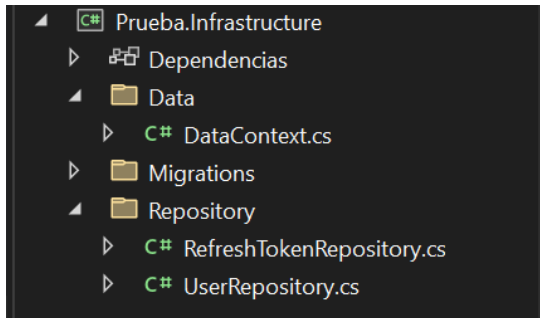 C# Prueba.Infrastructure
Dependencias
Data
C# DataContext.cs
Migrations
Repository
C# RefreshTokenRepository.cs
C# UserRepository.cs